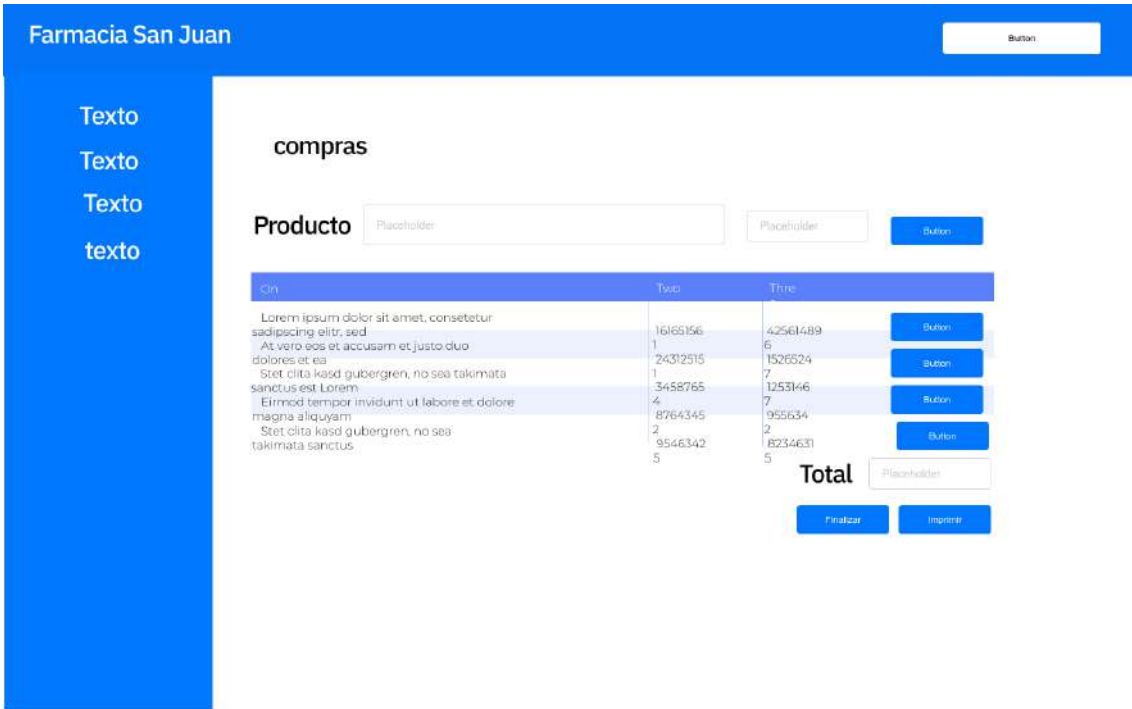 Farmacia San Juan
Button
Texto
Texto
Texto
texto
compras
Producto
Placeholder
Placeholder
Button
On
Two
Thre
Lorem ipsum dolor sit amet, consetetur
sadipscing elitr, sed
16165156
1
42561489
6
Button
At vero eos et accusam et justo duo
dolores et ea
24312515
1
1526524
7
Button
Stet clita kasd gubergren, no sea takimata
sanctus est Lorem
3458765
4
1253146
7
Button
Eirmod tempor invidunt ut labore et dolore
magna aliquyam
8764345
2
955634
2
Button
Stet clita kasd gubergren, no sea
takimata sanctus
9546342
5
8234631
5
Total
Placeholder
Finalizar
Imprimir